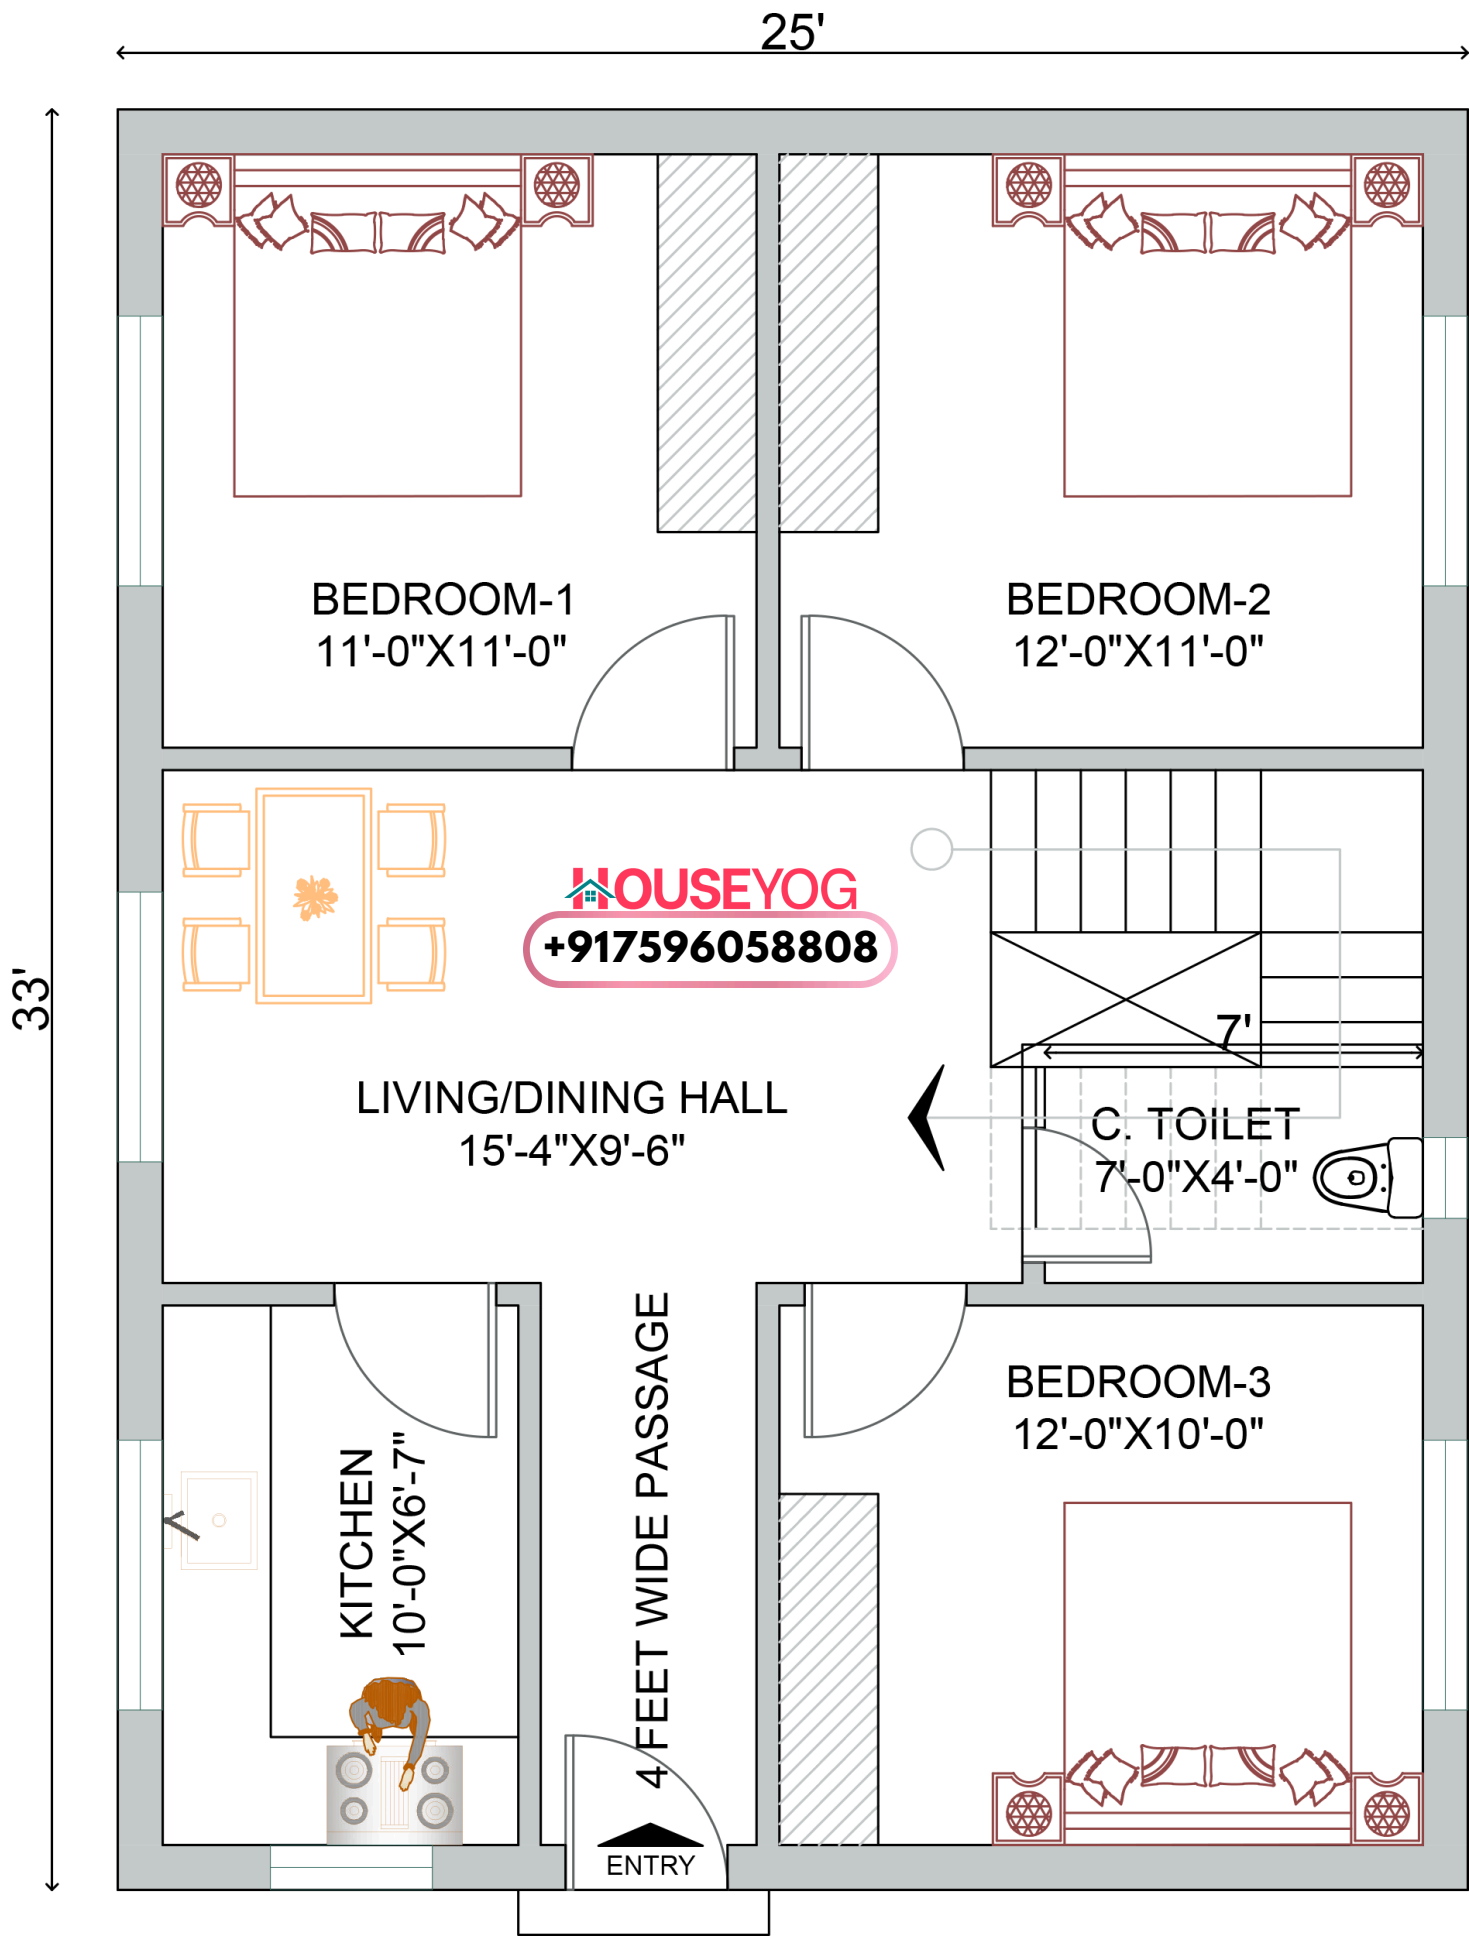 25'
BEDROOM-1
11'-0"X11'-0"
BEDROOM-2
12'-0"X11'-0"
HOUSEYOG
+917596058808
33'
7'
LIVING/DINING HALL
15'-4"X9'-6"
C. TOILET
7'-0"X4'-0"
KITCHEN
10'-0"X6'-7"
4 FEET WIDE PASSAGE
BEDROOM-3
12'-0"X10'-0"
ENTRY